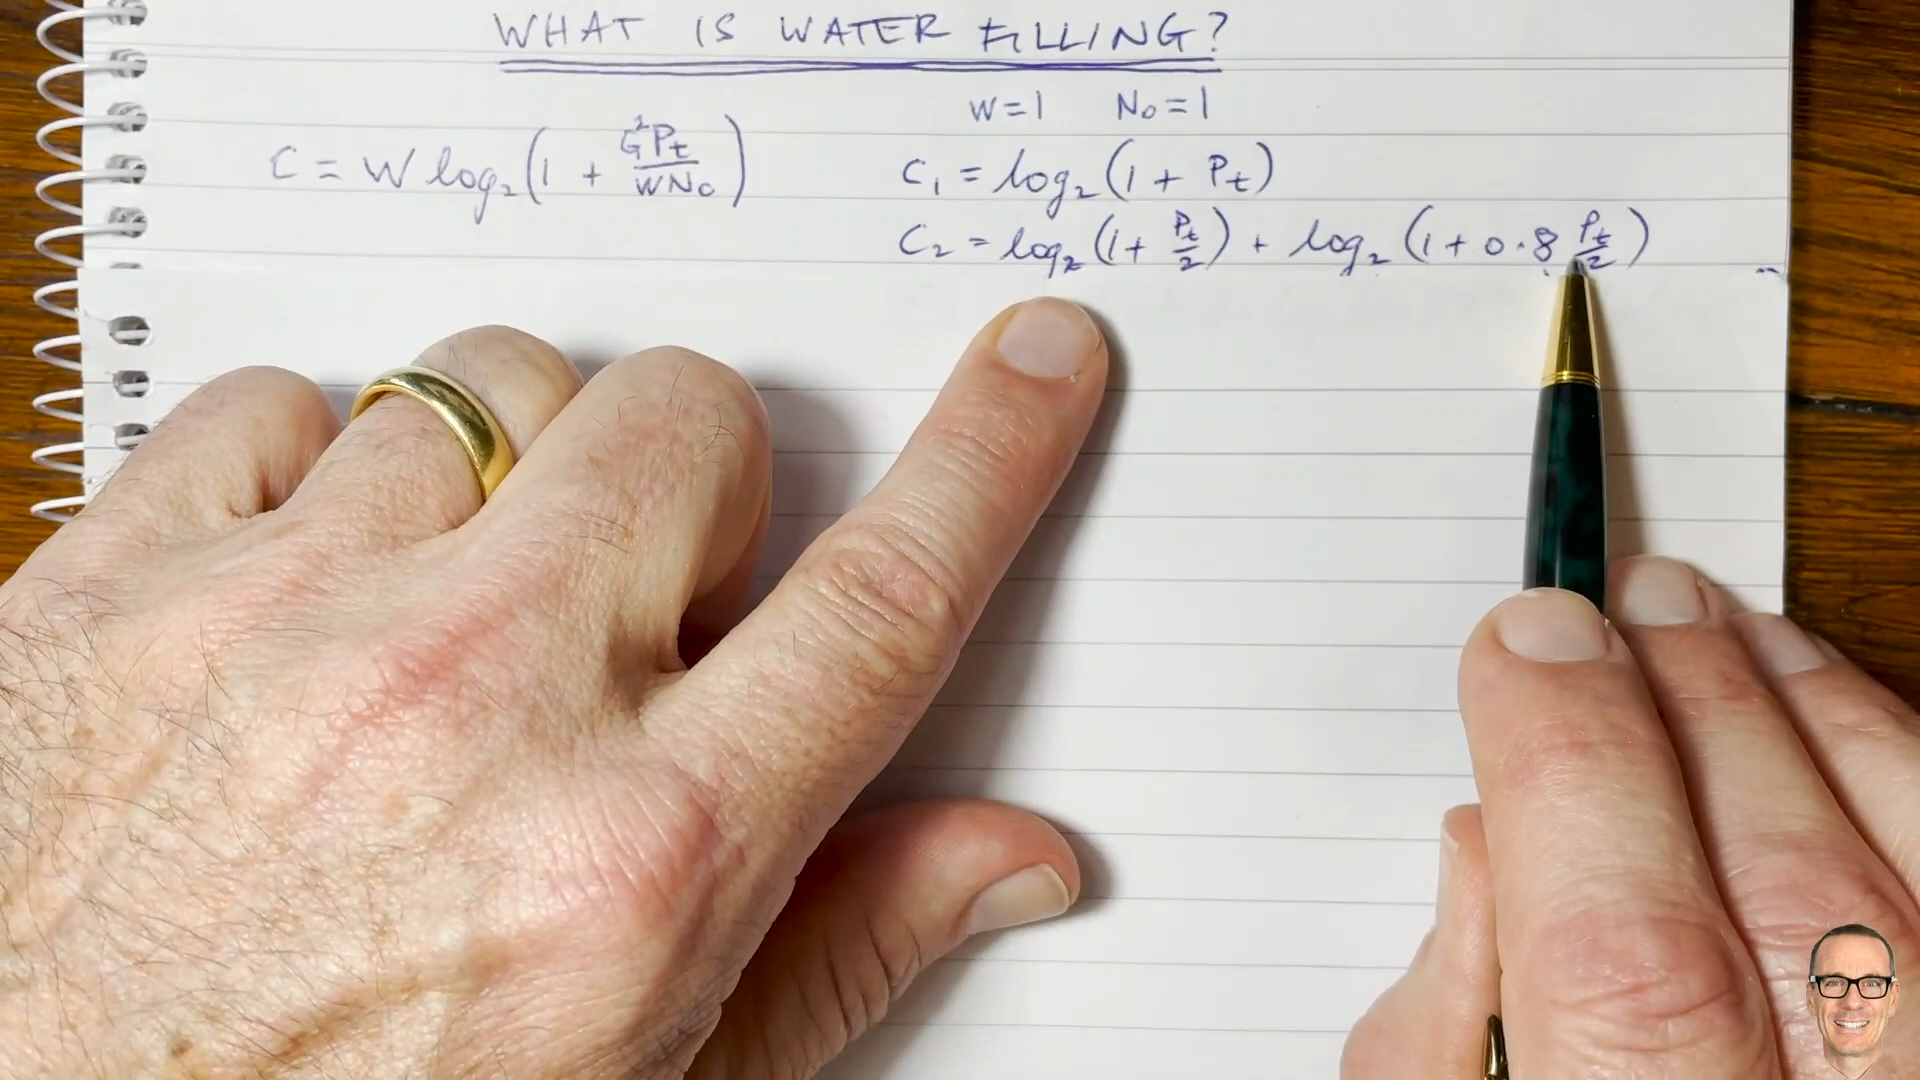 WHAT IS WATER FILLING?
W=1 N₀=1
C = W log₂(1 + G²Pt/WN₀)
C₁ = log₂(1 + Pt)
C₂ = log₂(1+ Pt/2) + log₂(1+0.8 Pt/2)